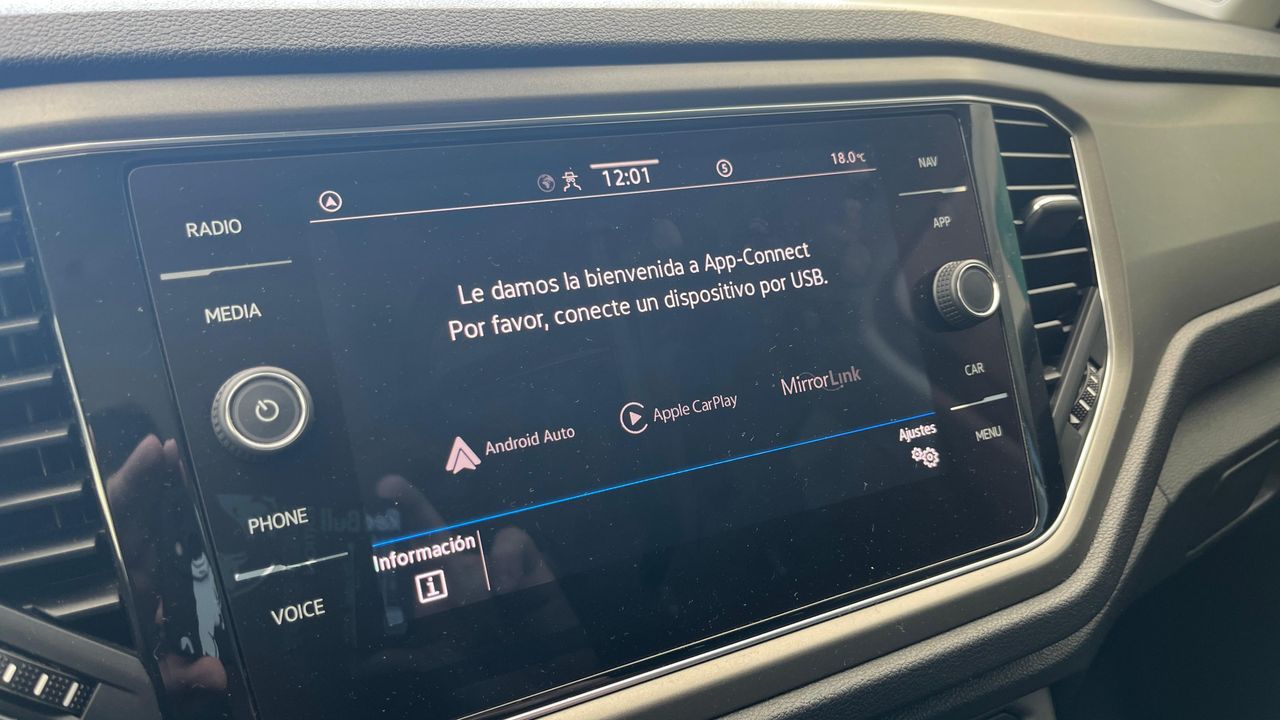 12:01
S
18.0°C
NAV
RADIO
APP
MEDIA
Le damos la bienvenida a App-Connect
Por favor, conecte un dispositivo por USB.
Android Auto
Apple CarPlay
MirrorLink
CAR
Ajustes
MENU
PHONE
Información
i
VOICE